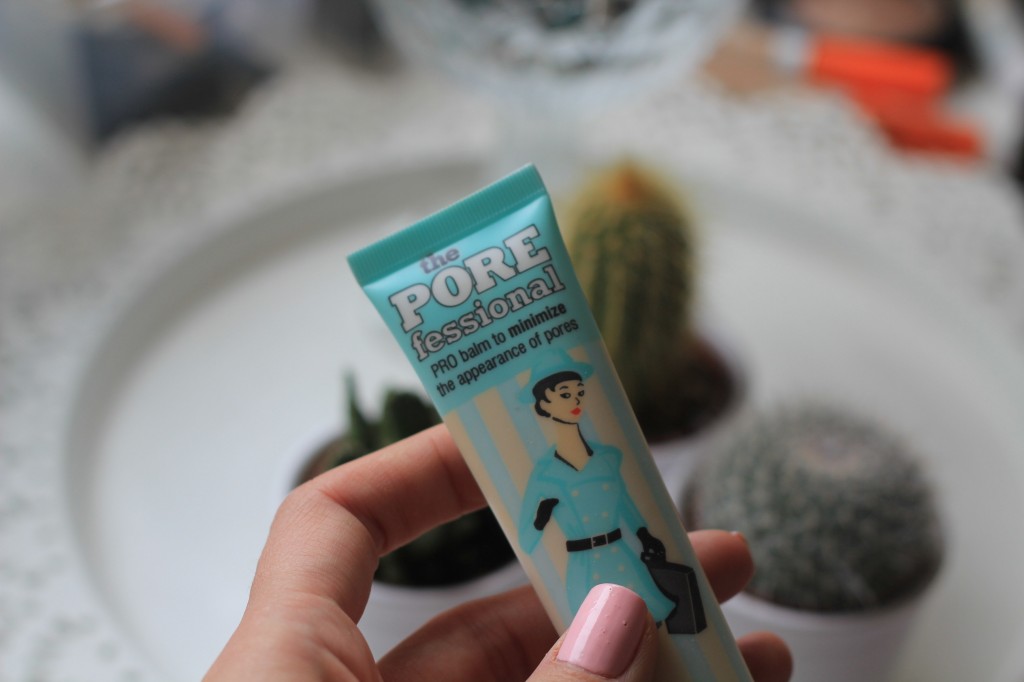 the
PORE
fessional
PRO balm to minimize
the appearance of pores